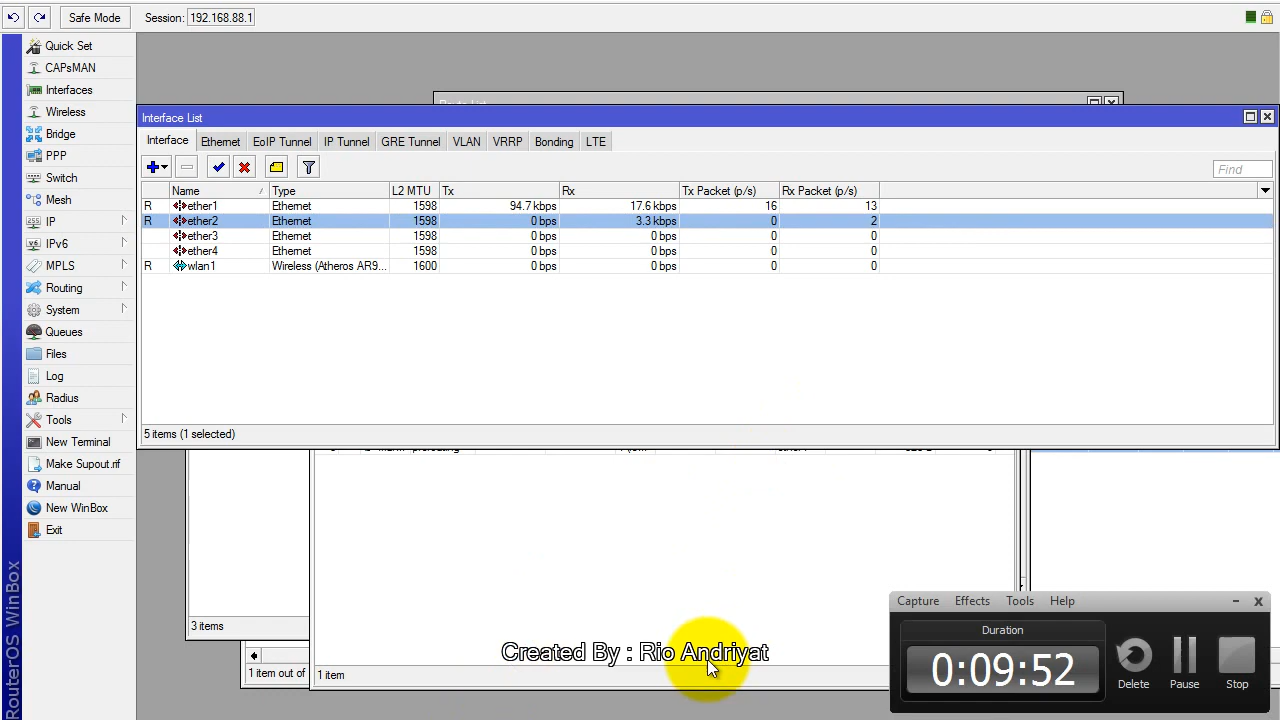 Safe Mode Session: 192.168.88.1
Quick Set
CAPsMAN
Interfaces
Wireless
Bridge
PPP
Switch
Mesh
IP
IPv6
MPLS
Routing
System
Queues
Files
Log
Radius
Tools
New Terminal
Make Supout.rif
Manual
New WinBox
Exit
RouterOS WinBox
Interface List
Interface Ethernet EoIP Tunnel IP Tunnel GRE Tunnel VLAN VRRP Bonding LTE
Find
Name Type L2 MTU Tx Rx Tx Packet (p/s) Rx Packet (p/s)
R ether1 Ethernet 1598 94.7 kbps 17.6 kbps 16 13
R ether2 Ethernet 1598 0 bps 3.3 kbps 0 2
ether3 Ethernet 1598 0 bps 0 bps 0 0
ether4 Ethernet 1598 0 bps 0 bps 0 0
R wlan1 Wireless (Atheros AR9... 1600 0 bps 0 bps 0 0
5 items (1 selected)
3 items
1 item out of
1 item
Created By : Rio Andriyat
Capture Effects Tools Help
Duration
0:09:52
Delete Pause Stop